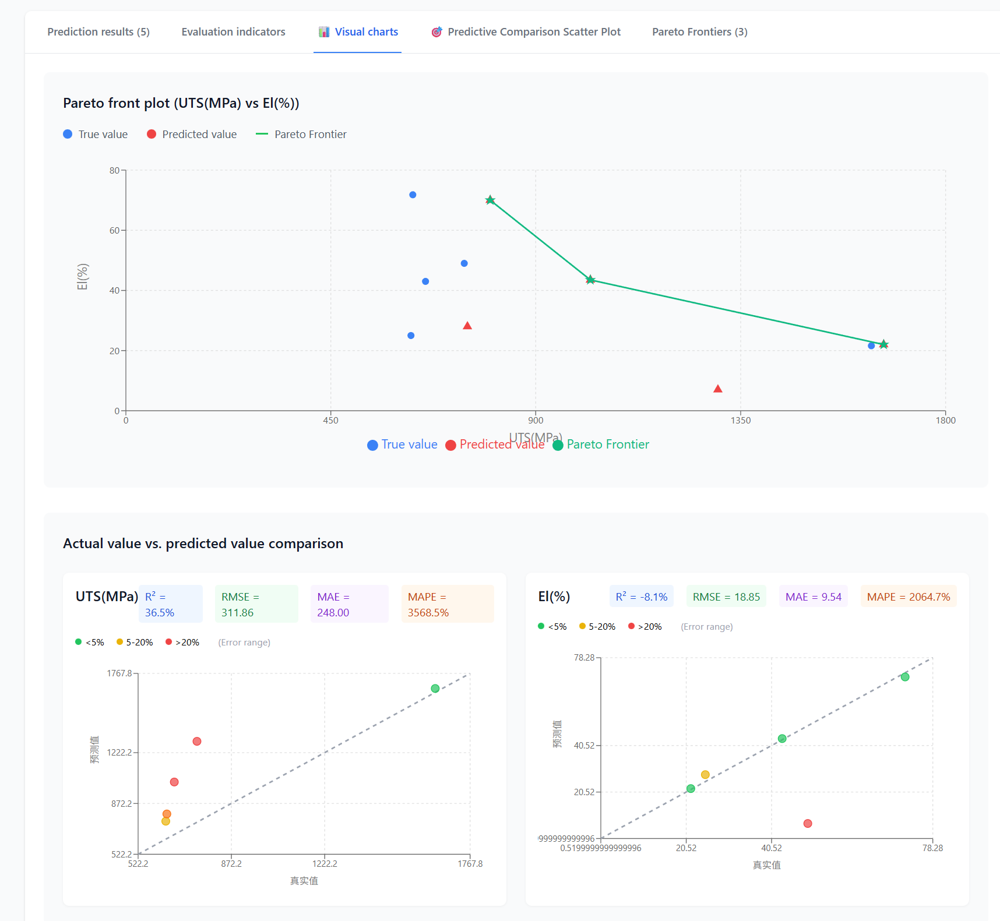 Prediction results (5) Evaluation indicators Visual charts Predictive Comparison Scatter Plot Pareto Frontiers (3)
Pareto front plot (UTS(MPa) vs El(%))
True value Predicted value Pareto Frontier
80
60
40
20
0
El(%)
0 450 900 1350 1800
UTS(MPa)
True value Predicted value Pareto Frontier
Actual value vs. predicted value comparison
UTS(MPa)
R² =
36.5%
RMSE =
311.86
MAE =
248.00
MAPE =
3568.5%
<5% 5-20% >20% (Error range)
1767.8
1222.2
872.2
522.2
预测值
522.2 872.2 1222.2 1767.8
真实值
El(%)
R² = -8.1%
RMSE = 18.85
MAE = 9.54
MAPE = 2064.7%
<5% 5-20% >20% (Error range)
78.28
40.52
20.52
9999999999996
预测值
0.5199999999999996 20.52 40.52 78.28
真实值